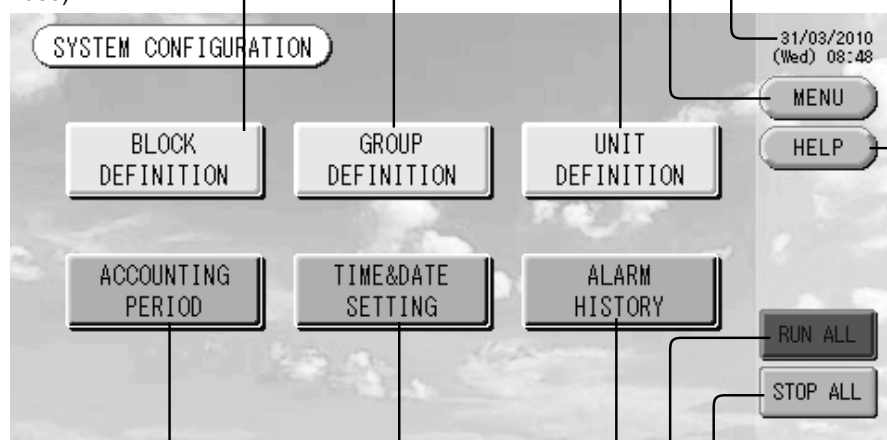 SYSTEM CONFIGURATION
31/03/2010
(Wed) 08:48
MENU
HELP
BLOCK
DEFINITION
GROUP
DEFINITION
UNIT
DEFINITION
ACCOUNTING
PERIOD
TIME&DATE
SETTING
ALARM
HISTORY
RUN ALL
STOP ALL